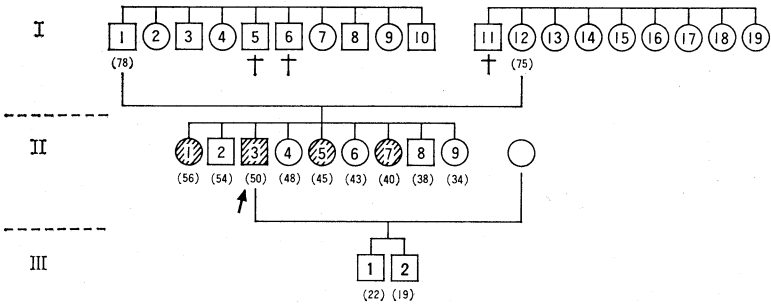 I
1 2 3 4 5 6 7 8 9 10 11 12 13 14 15 16 17 18 19
(78) (75)
II
1 2 3 4 5 6 7 8 9
(56) (54) (50) (48) (45) (43) (40) (38) (34)
III
1 2
(22) (19)